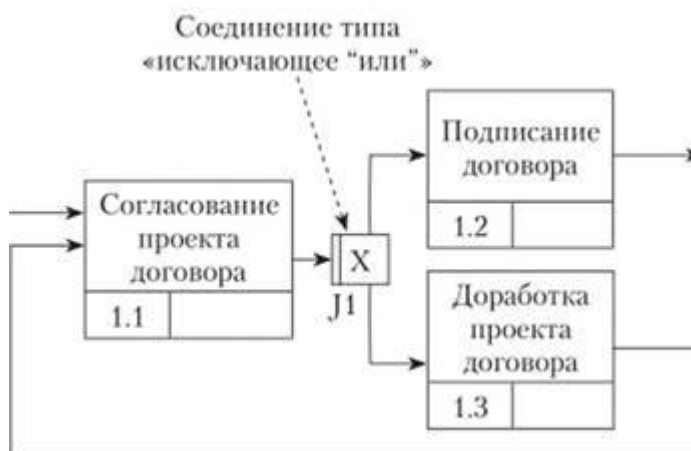 Соединение типа
«исключающее “или”»
Согласование
проекта
договора
1.1
X
J1
Подписание
договора
1.2
Доработка
проекта
договора
1.3